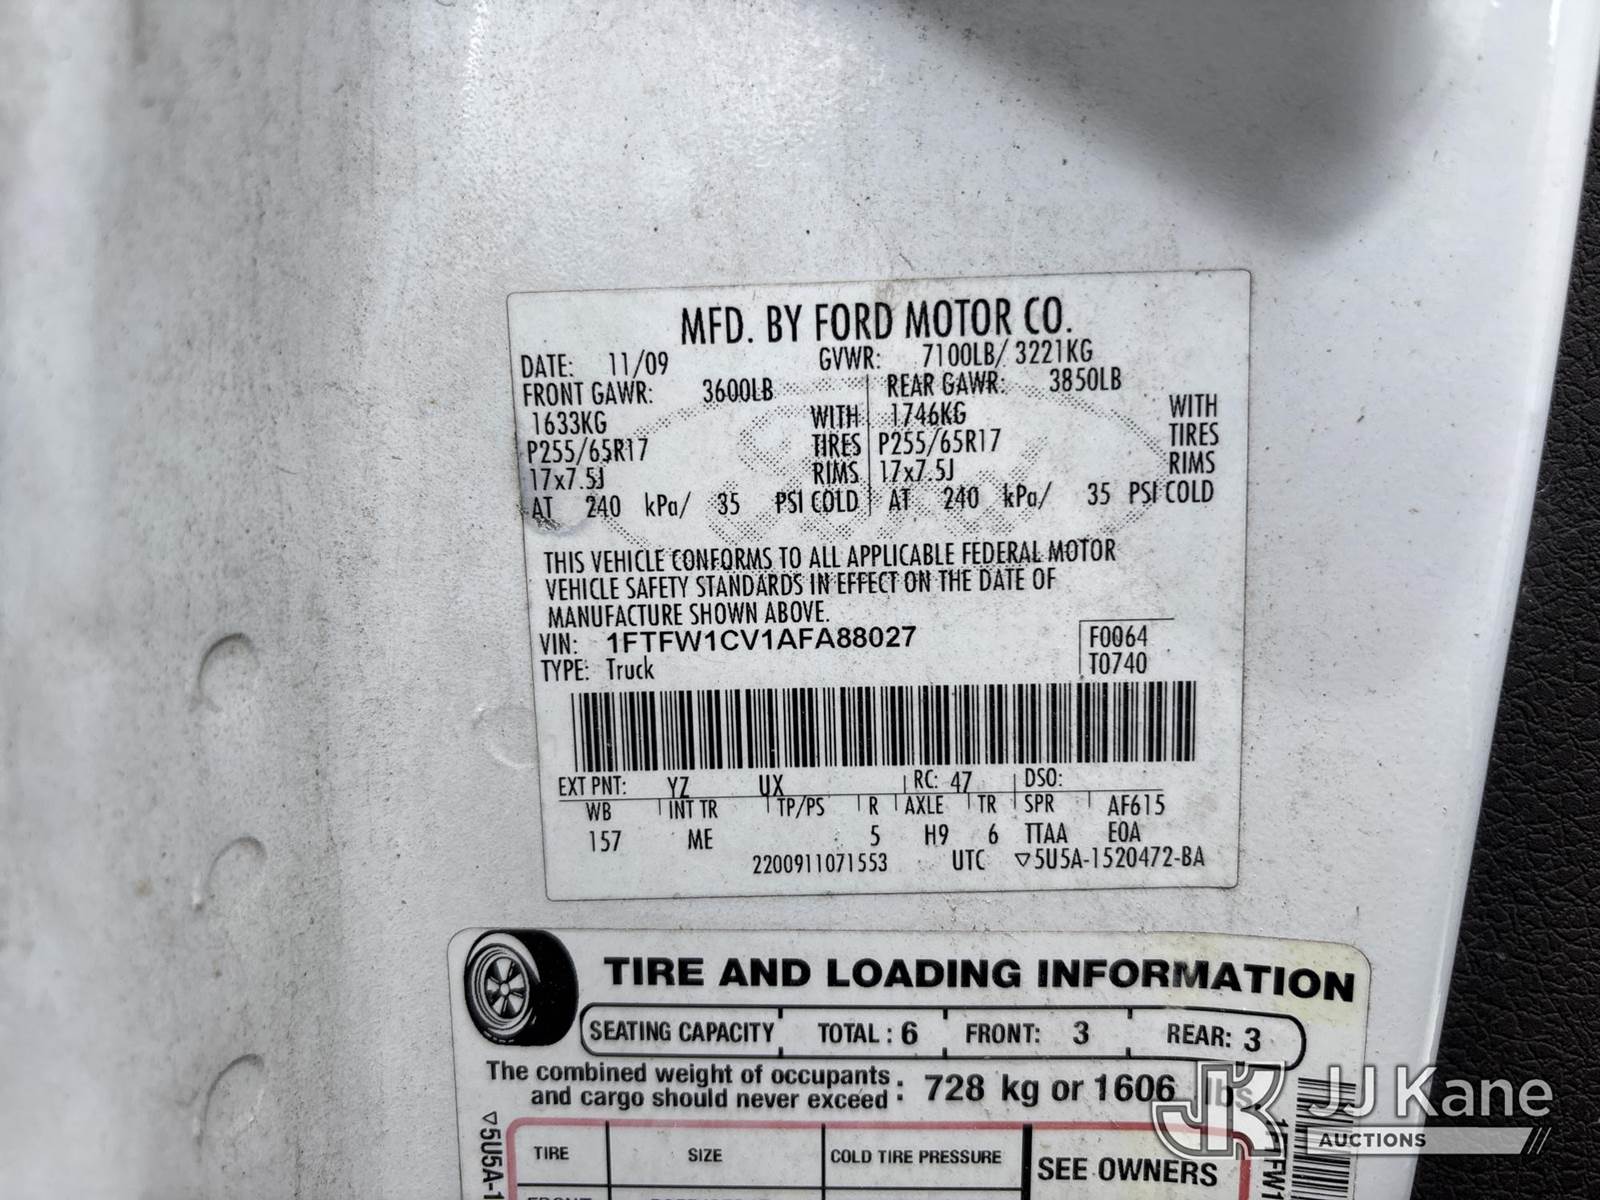 MFD. BY FORD MOTOR CO.
DATE: 11/09 GVWR: 7100LB/ 3221KG
FRONT GAWR: 3600LB REAR GAWR: 3850LB
1633KG WITH 1746KG WITH
P255/65R17 TIRES P255/65R17 TIRES
17x7.5J RIMS 17x7.5J RIMS
AT 240 kPa/ 35 PSI COLD AT 240 kPa/ 35 PSI COLD
THIS VEHICLE CONFORMS TO ALL APPLICABLE FEDERAL MOTOR
VEHICLE SAFETY STANDARDS IN EFFECT ON THE DATE OF
MANUFACTURE SHOWN ABOVE.
VIN: 1FTFW1CV1AFA88027 F0064
TYPE: Truck T0740
EXT PNT: YZ UX RC: 47 DSO:
WB INT TR TP/PS R AXLE TR SPR AF615
157 ME 5 H9 6 TTAA EOA
2200911071553 UTC ▽5U5A-1520472-BA
TIRE AND LOADING INFORMATION
SEATING CAPACITY TOTAL : 6 FRONT: 3 REAR: 3
The combined weight of occupants
and cargo should never exceed : 728 kg or 1606 lbs.
TIRE SIZE COLD TIRE PRESSURE SEE OWNERS
▽5U5A-1
1FTFW1
JJ Kane
AUCTIONS